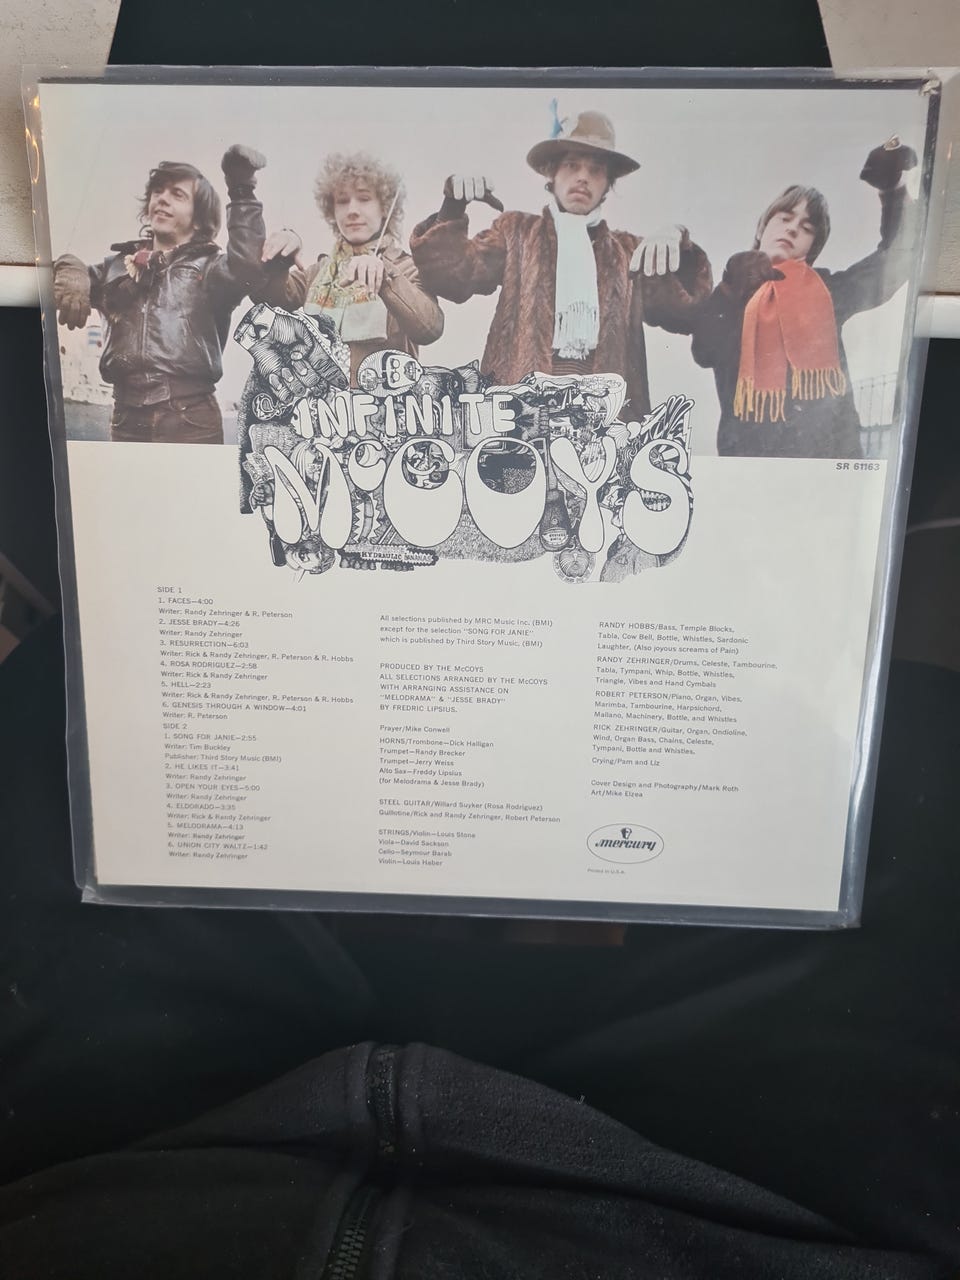 INFINITE
McCOYS
HYDRAULIC BANANAS
SR 61163
SIDE 1
1. FACES—4:00
Writer: Randy Zehringer & R. Peterson
2. JESSE BRADY—4:26
Writer: Randy Zehringer
3. RESURRECTION—6:03
Writer: Rick & Randy Zehringer, R. Peterson & R. Hobbs
4. ROSA RODRIGUEZ—2:58
Writer: Rick & Randy Zehringer
5. HELL—2:23
Writer: Rick & Randy Zehringer, R. Peterson & R. Hobbs
6. GENESIS THROUGH A WINDOW—4:01
Writer: R. Peterson
SIDE 2
1. SONG FOR JANIE—2:55
Writer: Tim Buckley
Publisher: Third Story Music (BMI)
2. HE LIKES IT—3:41
Writer: Randy Zehringer
3. OPEN YOUR EYES—5:00
Writer: Randy Zehringer
4. ELDORADO—3:35
Writer: Rick & Randy Zehringer
5. MELODRAMA—4:13
Writer: Randy Zehringer
6. UNION CITY WALTZ—1:42
Writer: Randy Zehringer
All selections published by MRC Music Inc. (BMI)
except for the selection "SONG FOR JANIE"
which is published by Third Story Music, (BMI)
PRODUCED BY THE McCOYS
ALL SELECTIONS ARRANGED BY THE McCOYS
WITH ARRANGING ASSISTANCE ON
"MELODRAMA" & "JESSE BRADY"
BY FREDRIC LIPSIUS.
Prayer/Mike Conwell
HORNS/Trombone—Dick Halligan
Trumpet—Randy Brecker
Trumpet—Jerry Weiss
Alto Sax—Freddy Lipsius
(for Melodrama & Jesse Brady)
STEEL GUITAR/Willard Suyker (Rosa Rodriguez)
Guillotine/Rick and Randy Zehringer, Robert Peterson
STRINGS/Violin—Louis Stone
Viola—David Sackson
Cello—Seymour Barab
Violin—Louis Haber
RANDY HOBBS/Bass, Temple Blocks,
Tabla, Cow Bell, Bottle, Whistles, Sardonic
Laughter, (Also joyous screams of Pain)
RANDY ZEHRINGER/Drums, Celeste, Tambourine,
Tabla, Tympani, Whip, Bottle, Whistles,
Triangle, Vibes and Hand Cymbals
ROBERT PETERSON/Piano, Organ, Vibes,
Marimba, Tambourine, Harpsichord,
Mallano, Machinery, Bottle, and Whistles
RICK ZEHRINGER/Guitar, Organ, Ondioline,
Wind, Organ Bass, Chains, Celeste,
Tympani, Bottle and Whistles.
Crying/Pam and Liz
Cover Design and Photography/Mark Roth
Art/Mike Elzea
mercury
Printed in U.S.A.